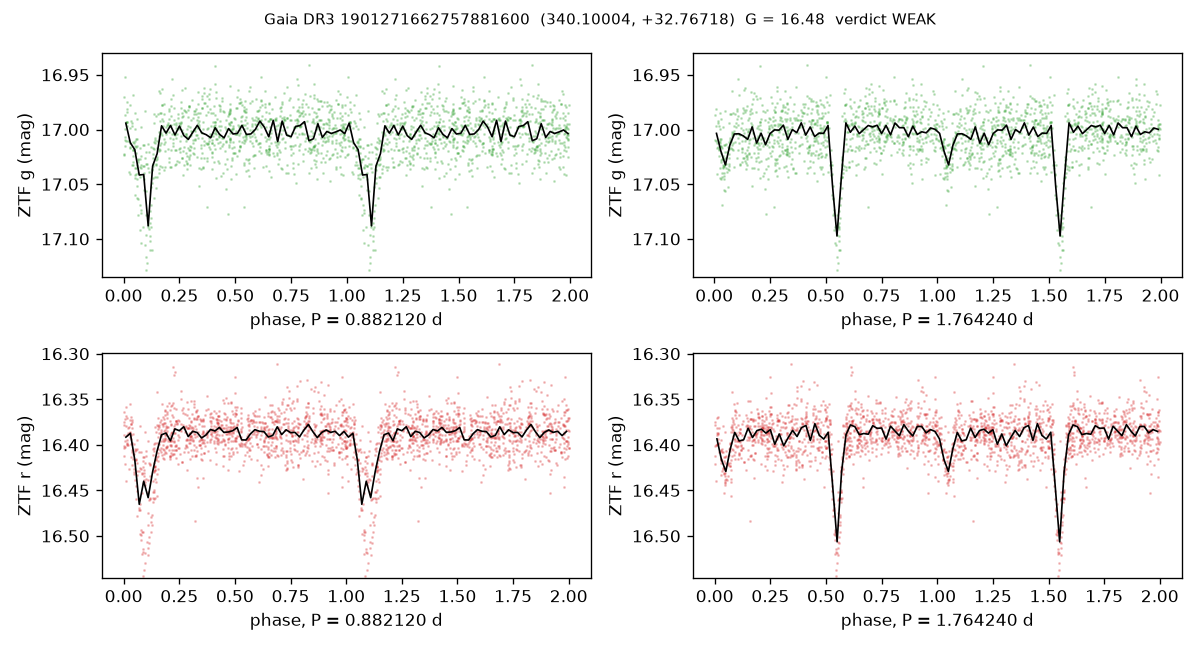 Gaia DR3 1901271662757881600  (340.10004, +32.76718)  G = 16.48  verdict WEAK
ZTF g (mag)
16.95
17.00
17.05
17.10
0.00 0.25 0.50 0.75 1.00 1.25 1.50 1.75 2.00
phase, P = 0.882120 d
ZTF g (mag)
16.95
17.00
17.05
17.10
0.00 0.25 0.50 0.75 1.00 1.25 1.50 1.75 2.00
phase, P = 1.764240 d
ZTF r (mag)
16.30
16.35
16.40
16.45
16.50
0.00 0.25 0.50 0.75 1.00 1.25 1.50 1.75 2.00
phase, P = 0.882120 d
ZTF r (mag)
16.30
16.35
16.40
16.45
16.50
0.00 0.25 0.50 0.75 1.00 1.25 1.50 1.75 2.00
phase, P = 1.764240 d